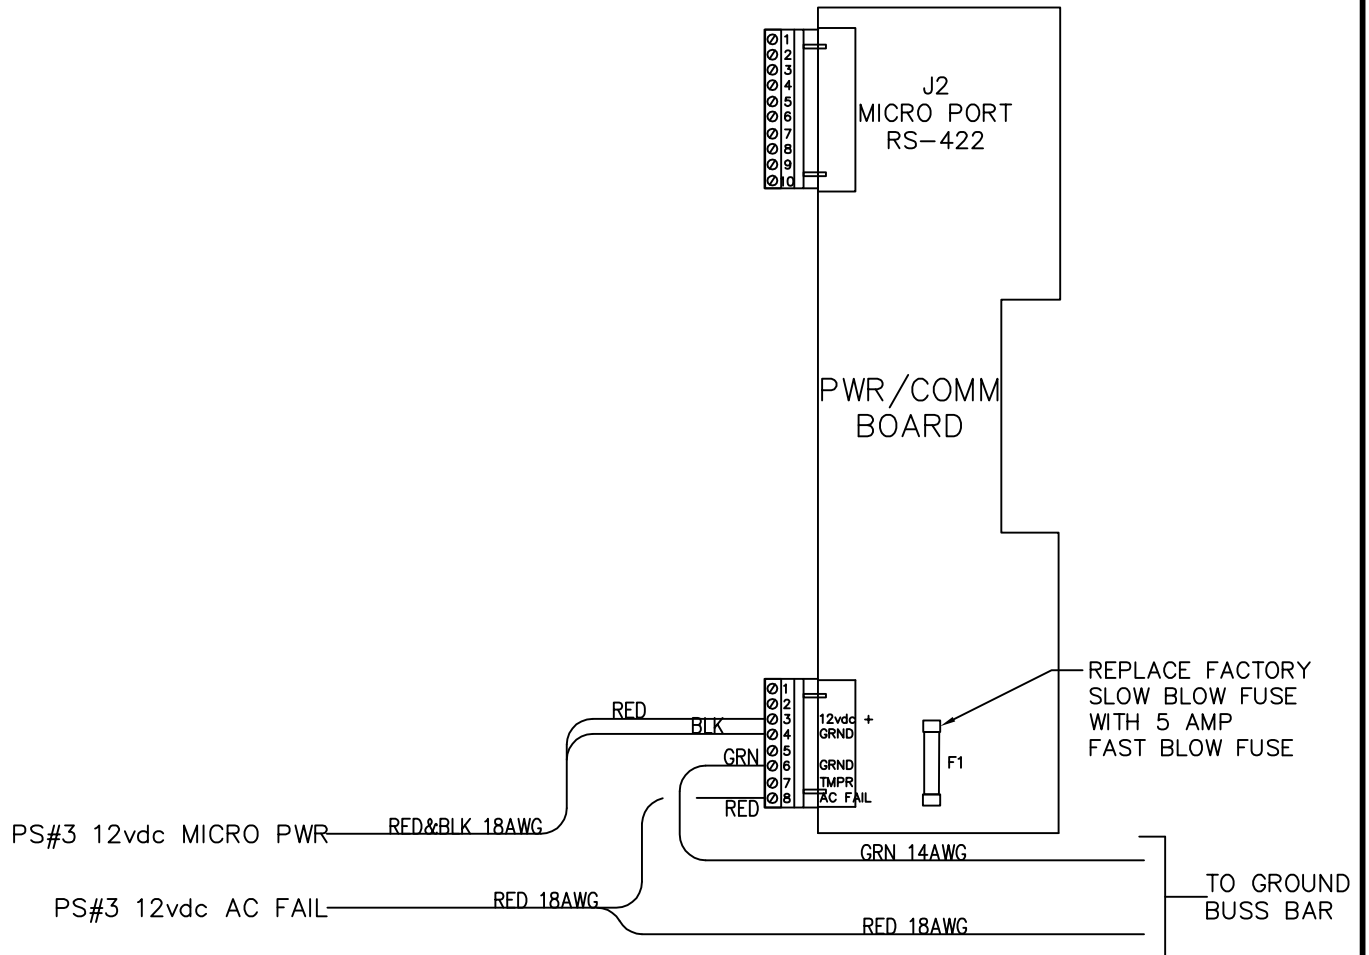 1
2
3
4
5
6
7
8
9
10
J2
MICRO PORT
RS-422
PWR/COMM
BOARD
REPLACE FACTORY
SLOW BLOW FUSE
WITH 5 AMP
FAST BLOW FUSE
1
2
3
4
5
6
7
8
12vdc +
GRND
GRND
TMPR
AC FAIL
F1
RED
BLK
GRN
RED
PS#3 12vdc MICRO PWR
RED&BLK 18AWG
GRN 14AWG
PS#3 12vdc AC FAIL
RED 18AWG
RED 18AWG
TO GROUND
BUSS BAR